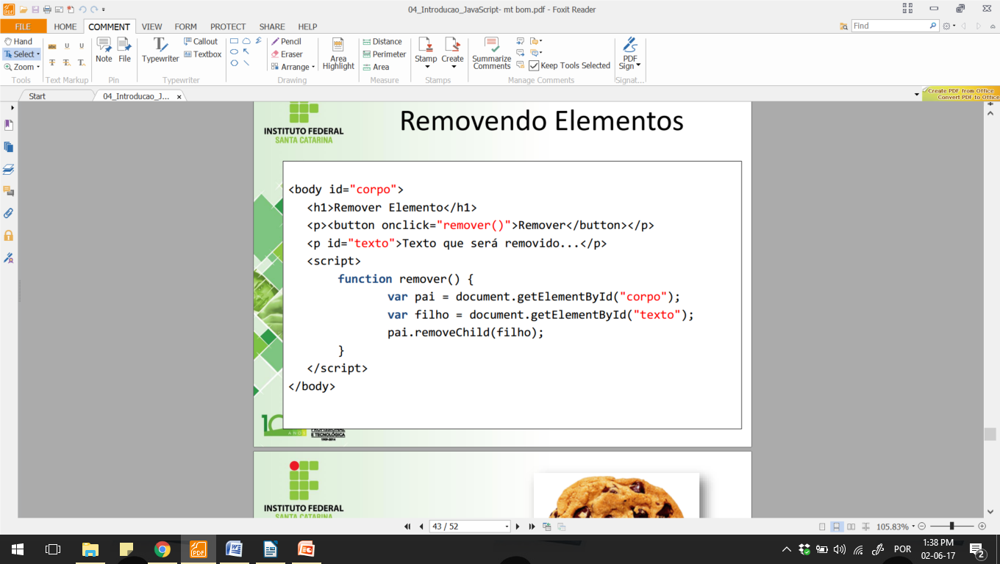 04_Introducao_JavaScript- mt bom.pdf - Foxit Reader
FILE HOME COMMENT VIEW FORM PROTECT SHARE HELP
Find
Hand
Select
Zoom
Tools
Text Markup
Note
File
Pin
Typewriter
Callout
Textbox
Typewriter
Pencil
Eraser
Arrange
Drawing
Area
Highlight
Distance
Perimeter
Area
Measure
Stamp
Create
Stamps
Summarize
Comments
Keep Tools Selected
Manage Comments
PDF
Sign
Signat...
Start
04_Introducao_J...
Create PDF from Office
Convert PDF to Office
INSTITUTO FEDERAL
SANTA CATARINA
Removendo Elementos
<body id="corpo">
<h1>Remover Elemento</h1>
<p><button onclick="remover()">Remover</button></p>
<p id="texto">Texto que será removido...</p>
<script>
function remover() {
var pai = document.getElementById("corpo");
var filho = document.getElementById("texto");
pai.removeChild(filho);
}
</script>
</body>
ANOS
E TECNOLÓGICA
INSTITUTO FEDERAL
SANTA CATARINA
43 / 52
105.83%
POR
1:38 PM
02-06-17
2